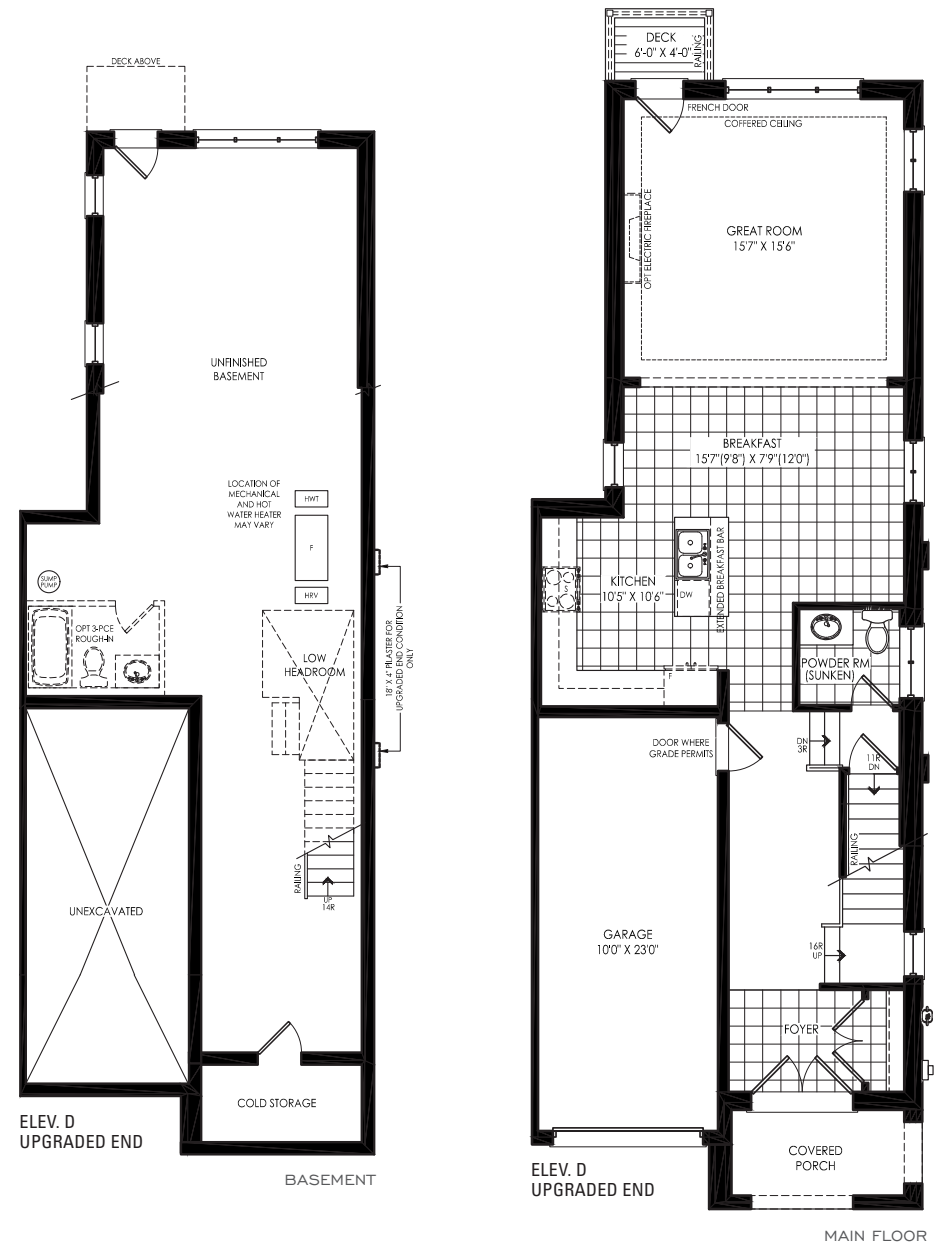 DECK ABOVE
UNFINISHED
BASEMENT
LOCATION OF
MECHANICAL
AND HOT
WATER HEATER
MAY VARY
HWT
F
HRV
SUMP
PUMP
OPT 3-PCE
ROUGH-IN
LOW
HEADROOM
18" X 4" PILASTER FOR
UPGRADED END CONDITION
ONLY
RAILING
UP
14R
UNEXCAVATED
COLD STORAGE
ELEV. D
UPGRADED END
BASEMENT
DECK
6'-0" X 4'-0"
RAILING
FRENCH DOOR
COFFERED CEILING
OPT ELECTRIC FIREPLACE
GREAT ROOM
15'7" X 15'6"
BREAKFAST
15'7"(9'8") X 7'9"(12'0")
KITCHEN
10'5" X 10'6"
S
DW
EXTENDED BREAKFAST BAR
F
POWDER RM
(SUNKEN)
DOOR WHERE
GRADE PERMITS
DN
3R
11R
DN
RAILING
GARAGE
10'0" X 23'0"
16R
UP
FOYER
COVERED
PORCH
ELEV. D
UPGRADED END
MAIN FLOOR